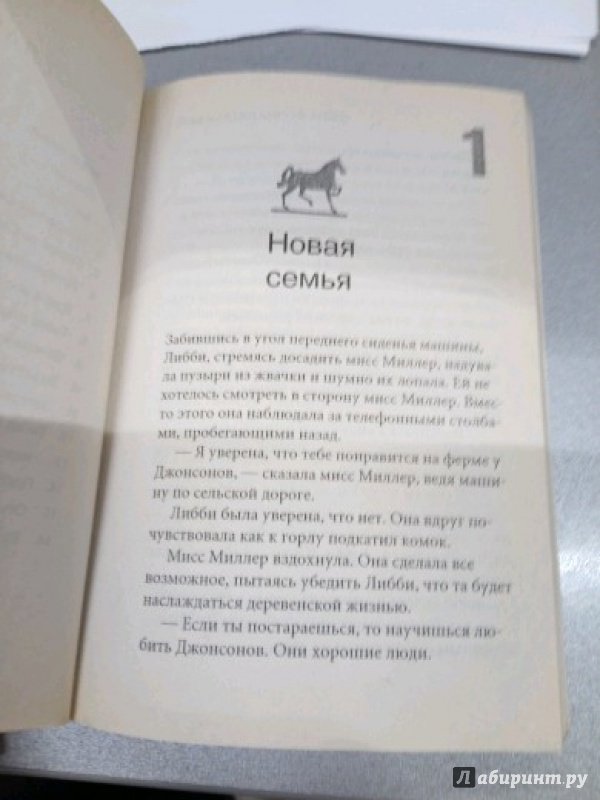 1
Новая
семья
Забившись в угол переднего сиденья машины,
Либби, стремясь досадить мисс Миллер, надува-
ла пузыри из жвачки и шумно их лопала. Ей не
хотелось смотреть в сторону мисс Миллер. Вмес-
то этого она наблюдала за телефонными столба-
ми, пробегающими назад.
— Я уверена, что тебе понравится на ферме у
Джонсонов, — сказала мисс Миллер, ведя маши-
ну по сельской дороге.
Либби была уверена, что нет. Она вдруг по-
чувствовала как к горлу подкатил комок.
Мисс Миллер вздохнула. Она сделала все
возможное, пытаясь убедить Либби, что та будет
наслаждаться деревенской жизнью.
— Если ты постараешься, то научишься лю-
бить Джонсонов. Они хорошие люди.
Лабиринт.ру